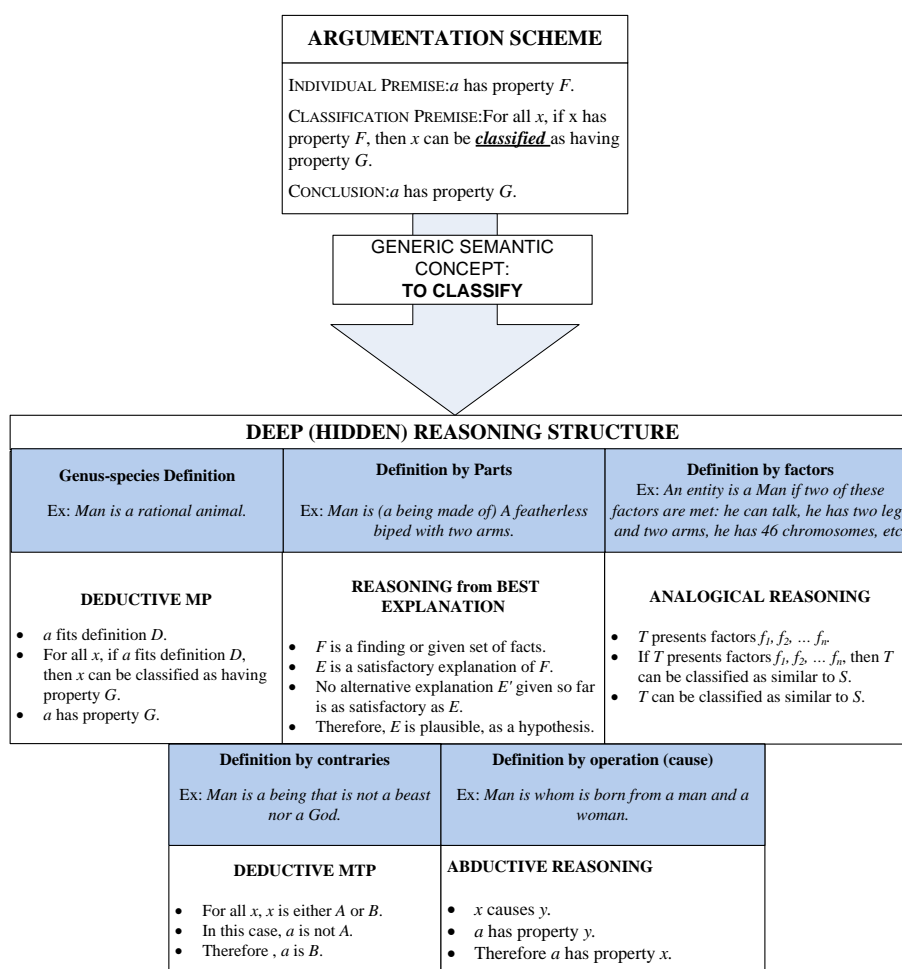 ARGUMENTATION SCHEME
INDIVIDUAL PREMISE:a has property F.
CLASSIFICATION PREMISE:For all x, if x has
property F, then x can be classified as having
property G.
CONCLUSION:a has property G.
GENERIC SEMANTIC
CONCEPT:
TO CLASSIFY
DEEP (HIDDEN) REASONING STRUCTURE
Genus-species Definition
Ex: Man is a rational animal.
Definition by Parts
Ex: Man is (a being made of) A featherless
biped with two arms.
Definition by factors
Ex: An entity is a Man if two of these
factors are met: he can talk, he has two leg
and two arms, he has 46 chromosomes, etc
DEDUCTIVE MP
• a fits definition D.
• For all x, if a fits definition D,
then x can be classified as having
property G.
• a has property G.
REASONING from BEST
EXPLANATION
• F is a finding or given set of facts.
• E is a satisfactory explanation of F.
• No alternative explanation E' given so far
is as satisfactory as E.
• Therefore, E is plausible, as a hypothesis.
ANALOGICAL REASONING
• T presents factors f1, f2, … fn.
• If T presents factors f1, f2, … fn, then T
can be classified as similar to S.
• T can be classified as similar to S.
Definition by contraries
Ex: Man is a being that is not a beast
nor a God.
Definition by operation (cause)
Ex: Man is whom is born from a man and a
woman.
DEDUCTIVE MTP
• For all x, x is either A or B.
• In this case, a is not A.
• Therefore , a is B.
ABDUCTIVE REASONING
• x causes y.
• a has property y.
• Therefore a has property x.